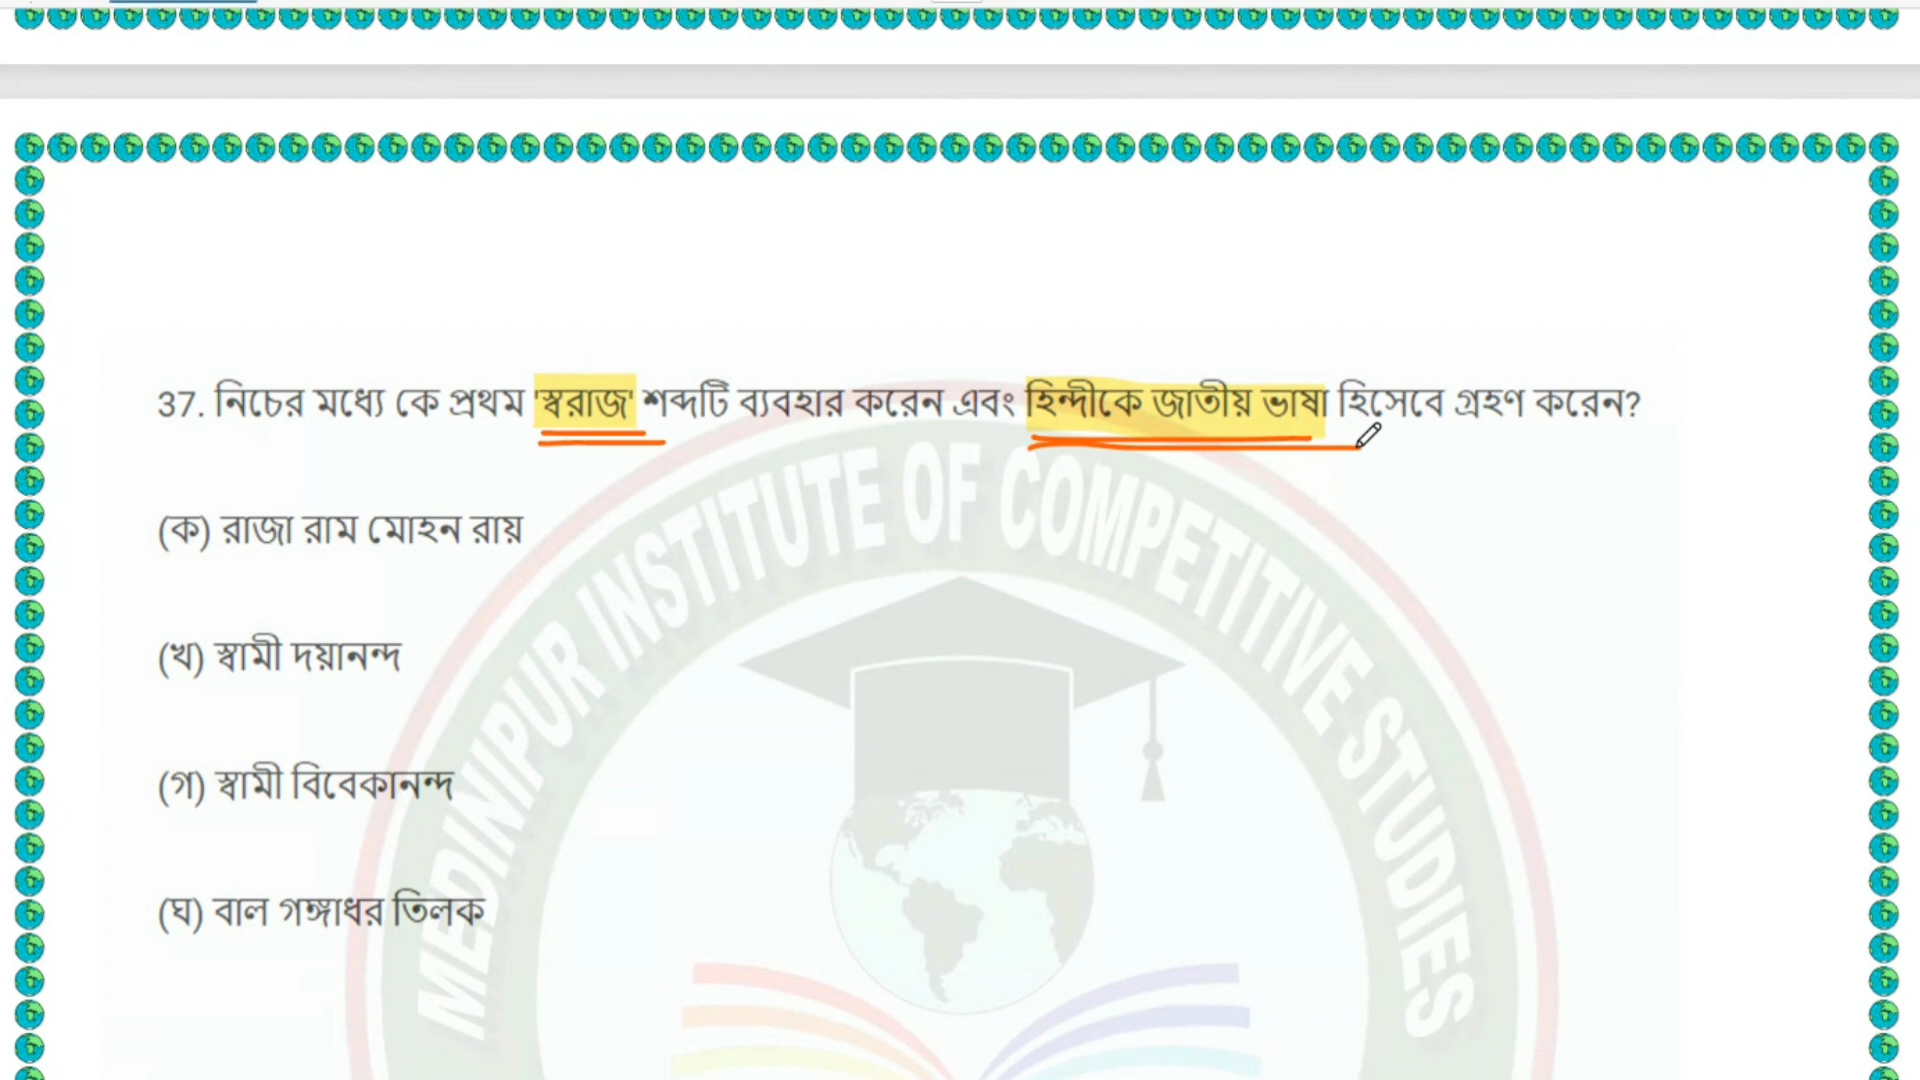 37. নিচের মধ্যে কে প্রথম 'স্বরাজ' শব্দটি ব্যবহার করেন এবং হিন্দীকে জাতীয় ভাষা হিসেবে গ্রহণ করেন?
(ক) রাজা রাম মোহন রায়
(খ) স্বামী দয়ানন্দ
(গ) স্বামী বিবেকানন্দ
(ঘ) বাল গঙ্গাধর তিলক
MEDINIPUR INSTITUTE OF COMPETITIVE STUDIES